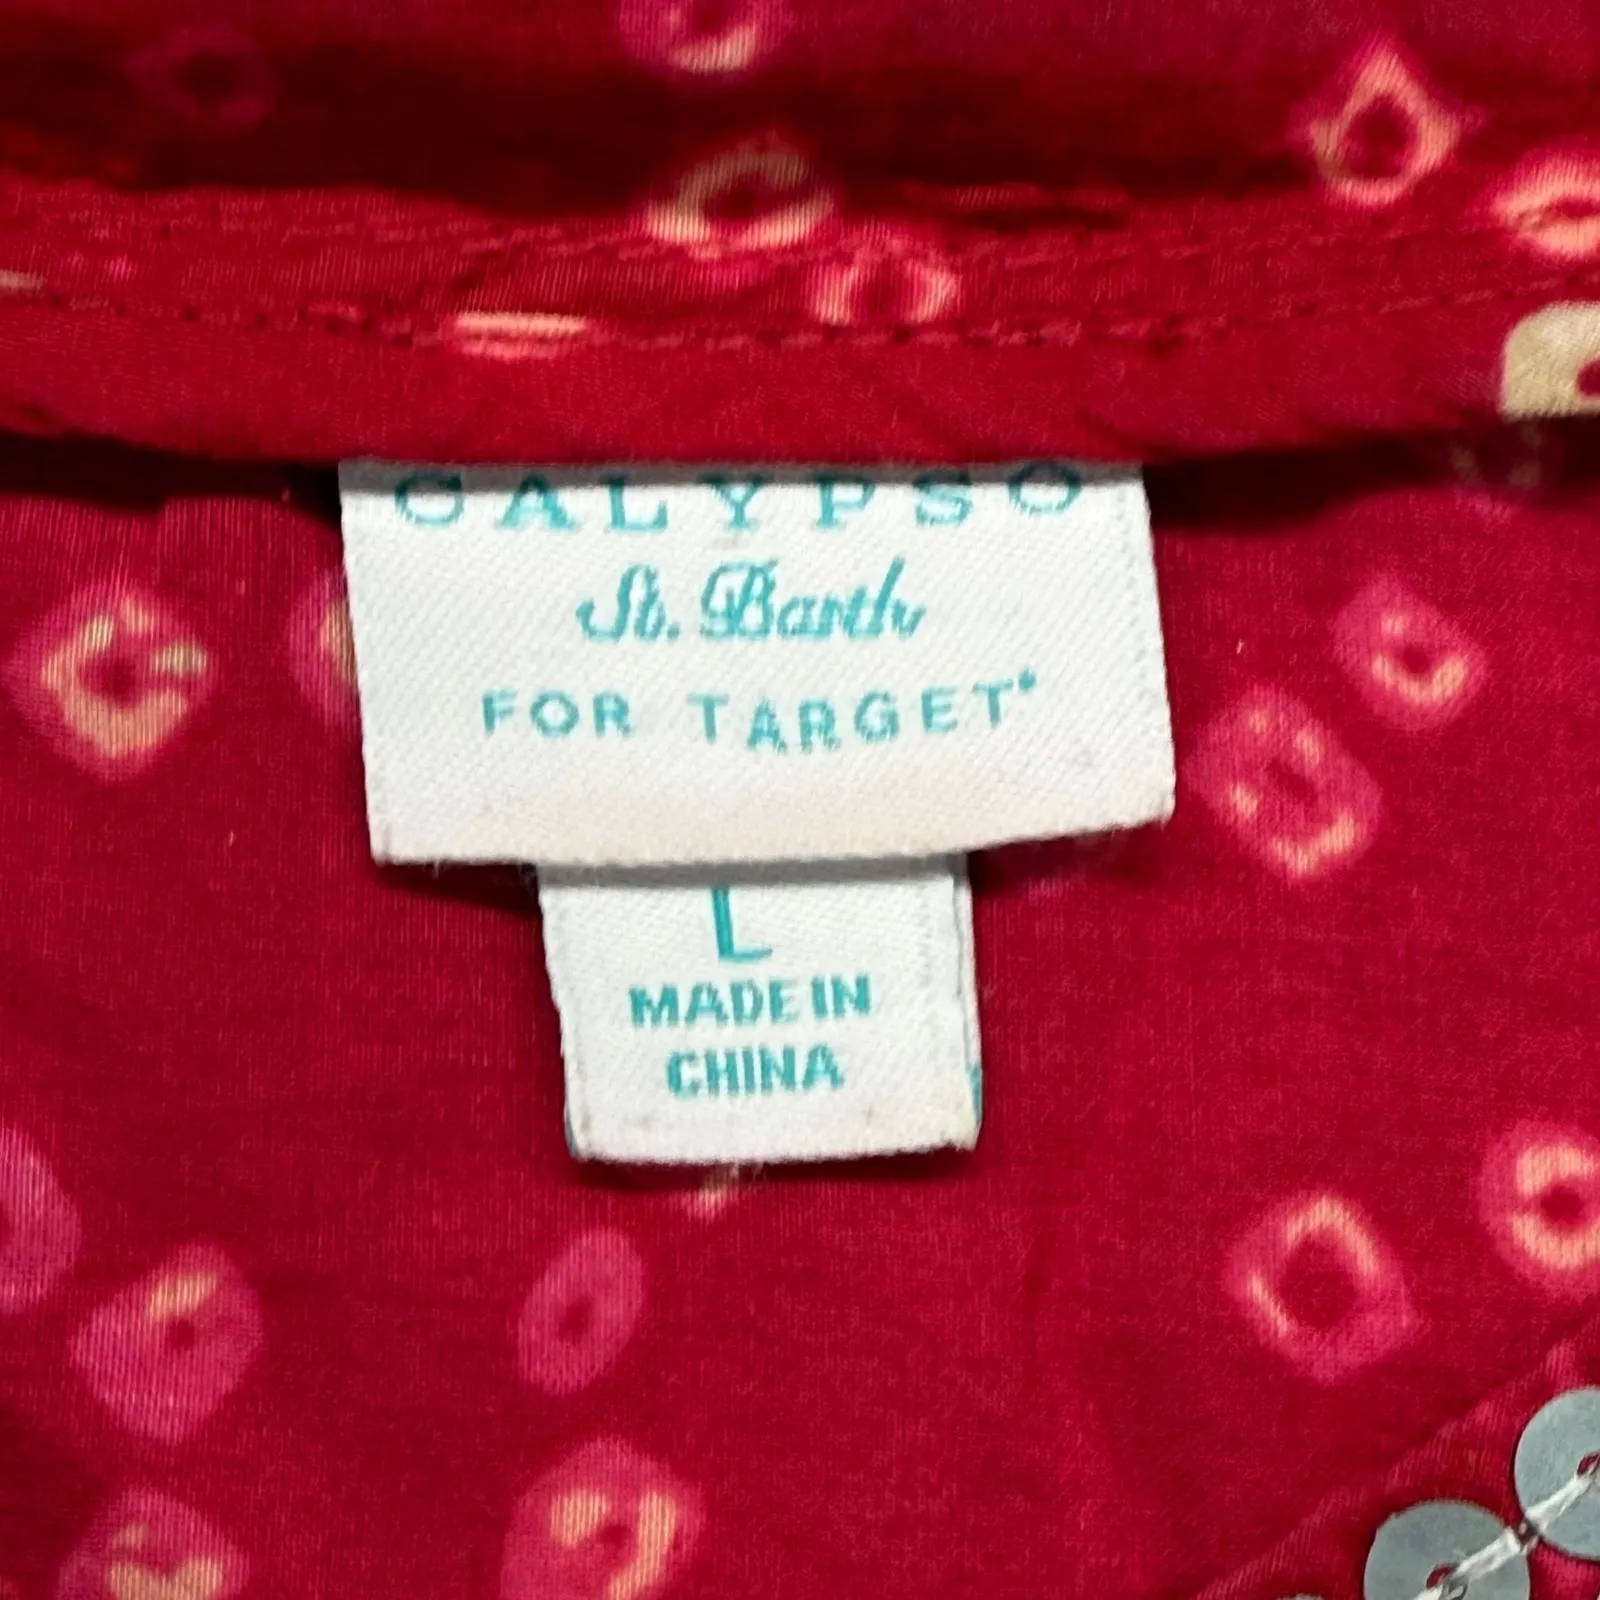 CALYPSO
St. Barth
FOR TARGET
L
MADE IN
CHINA